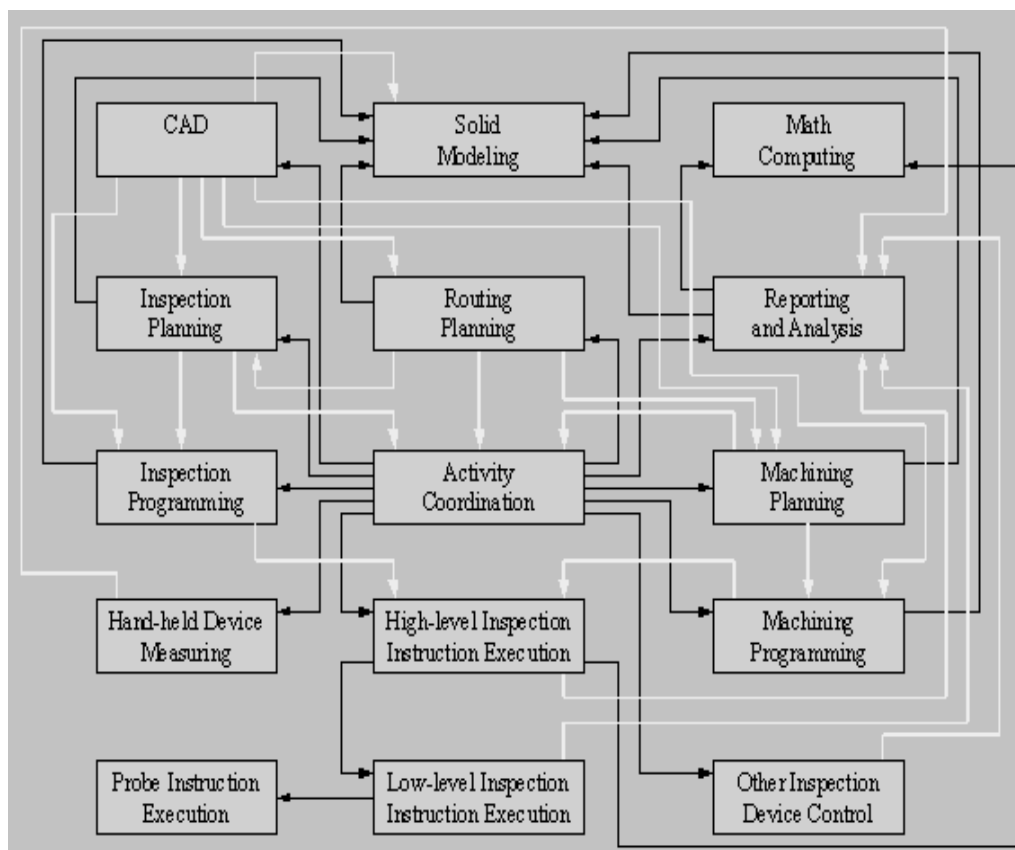 CAD
Solid
Modeling
Math
Computing
Inspection
Planning
Routing
Planning
Reporting
and Analysis
Inspection
Programming
Activity
Coordination
Machining
Planning
Hand-held Device
Measuring
High-level Inspection
Instruction Execution
Machining
Programming
Probe Instruction
Execution
Low-level Inspection
Instruction Execution
Other Inspection
Device Control